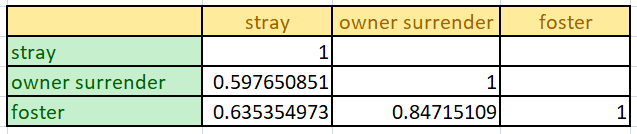 stray owner surrender foster
stray 1
owner surrender 0.597650851 1
foster 0.635354973 0.84715109 1